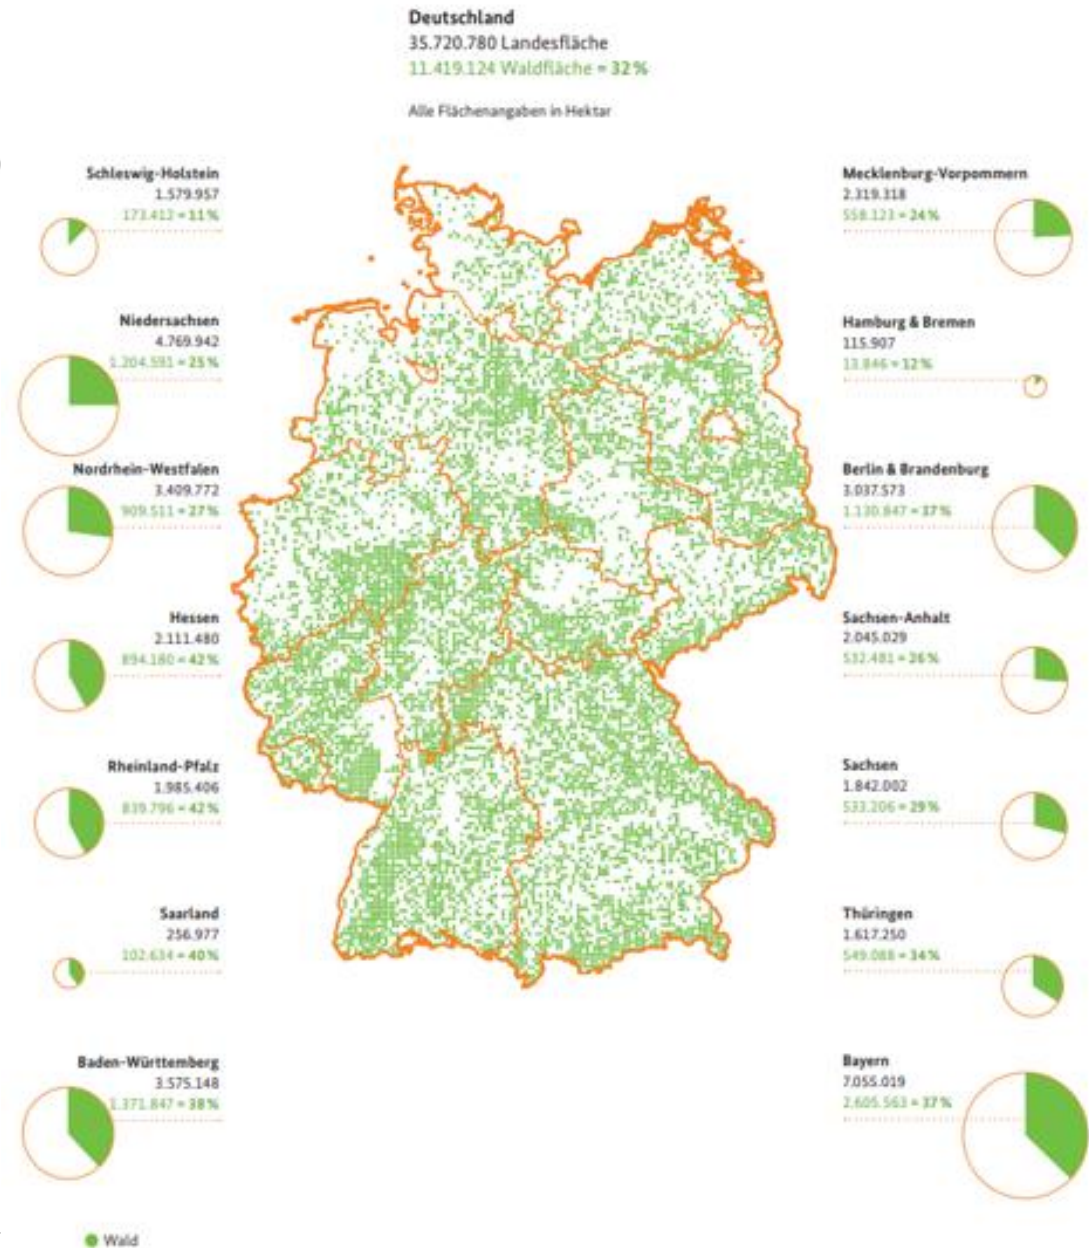 Deutschland
35.720.780 Landesfläche
11.419.124 Waldfläche = 32%
Alle Flächenangaben in Hektar
Schleswig-Holstein
1.579.957
173.412 = 11%
Niedersachsen
4.769.942
1.204.591 = 25%
Nordrhein-Westfalen
3.409.772
909.511 = 27%
Hessen
2.111.480
894.180 = 42%
Rheinland-Pfalz
1.985.406
839.796 = 42%
Saarland
256.977
102.634 = 40%
Baden-Württemberg
3.575.148
1.371.847 = 38%
Mecklenburg-Vorpommern
2.319.318
558.123 = 24%
Hamburg & Bremen
115.907
13.846 = 12%
Berlin & Brandenburg
3.037.573
1.130.847 = 37%
Sachsen-Anhalt
2.045.029
532.481 = 26%
Sachsen
1.842.002
533.206 = 29%
Thüringen
1.617.250
549.088 = 34%
Bayern
7.055.019
2.605.563 = 37%
Wald